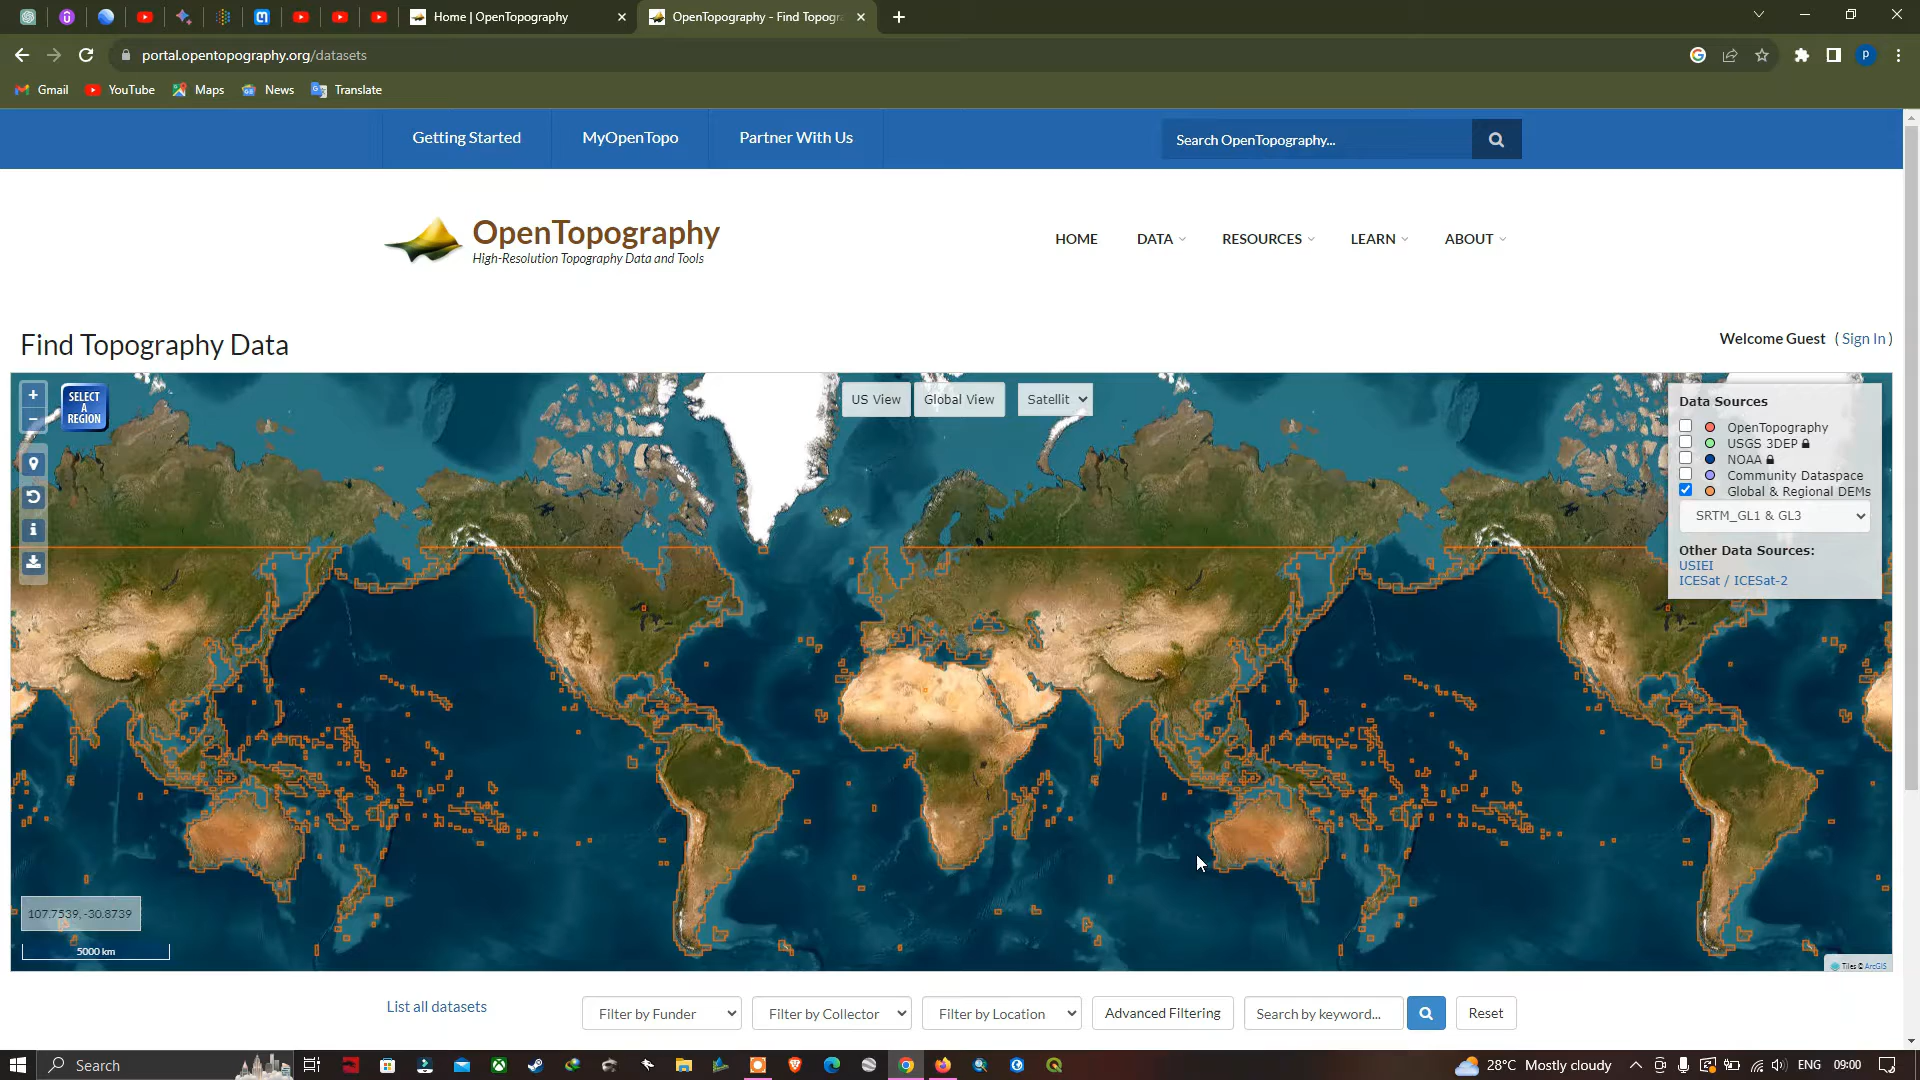 Home | OpenTopography
OpenTopography - Find Topogra
portal.opentopography.org/datasets
Gmail
YouTube
Maps
News
Translate
Getting Started
MyOpenTopo
Partner With Us
Search OpenTopography...
OpenTopography
High-Resolution Topography Data and Tools
HOME
DATA
RESOURCES
LEARN
ABOUT
Find Topography Data
Welcome Guest ( Sign In )
+
−
SELECT
A
REGION
US View
Global View
Satellit
Data Sources
OpenTopography
USGS 3DEP
NOAA
Community Dataspace
Global & Regional DEMs
SRTM_GL1 & GL3
Other Data Sources:
USIEI
ICESat / ICESat-2
107.7539, -30.8739
5000 km
Tiles © ArcGIS
List all datasets
Filter by Funder
Filter by Collector
Filter by Location
Advanced Filtering
Search by keyword...
Reset
Search
28°C Mostly cloudy
ENG
09:00